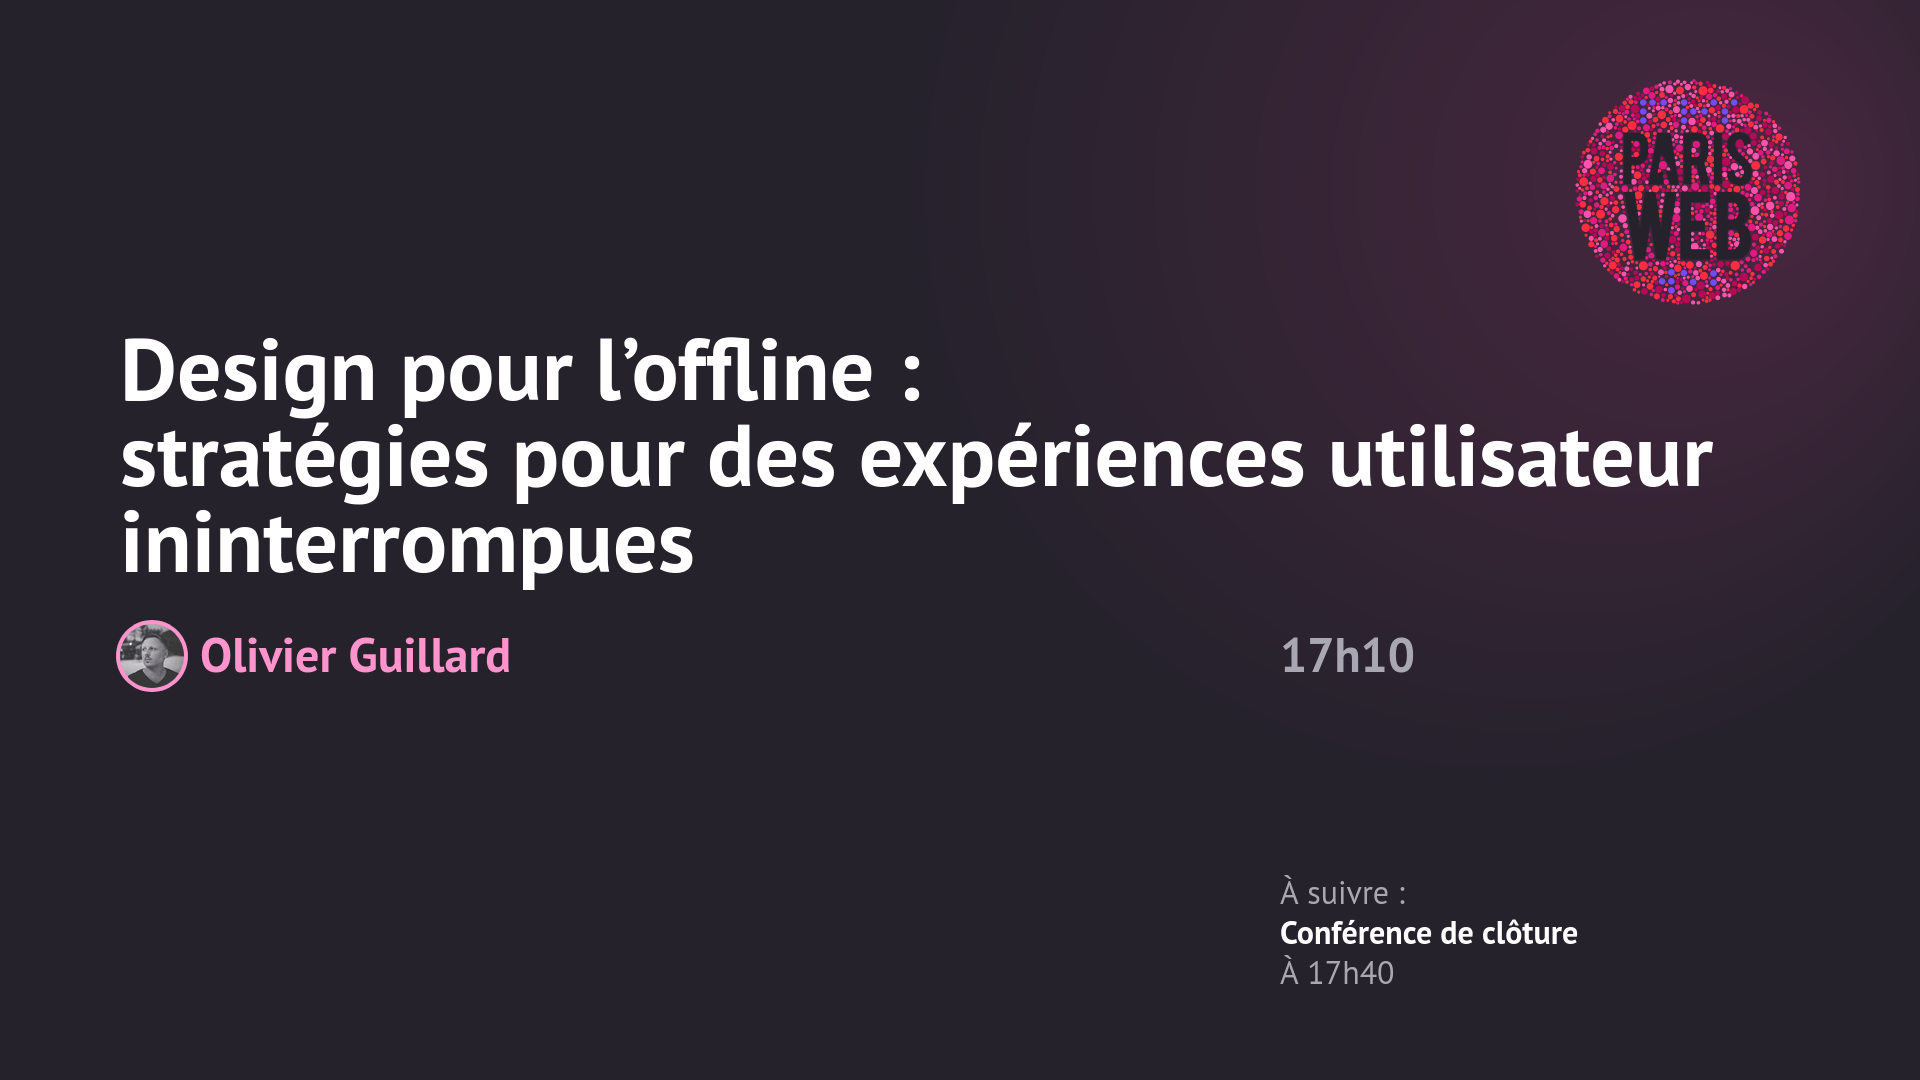 PARIS
WEB
Design pour l’offline :
stratégies pour des expériences utilisateur
ininterrompues
Olivier Guillard
17h10
À suivre :
Conférence de clôture
À 17h40